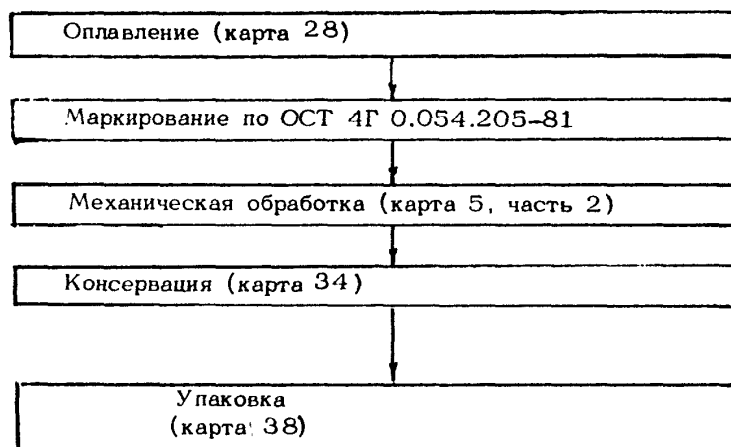 Оплавление (карта 28)
Маркирование по ОСТ 4Г 0.054.205-81
Механическая обработка (карта 5, часть 2)
Консервация (карта 34)
Упаковка
(карта 38)